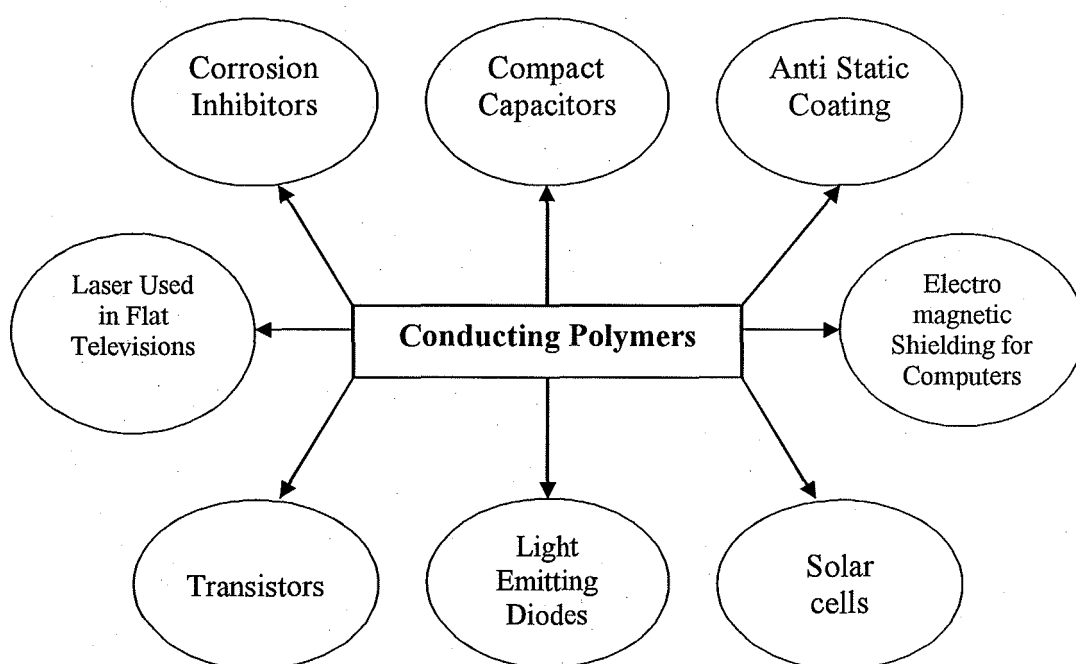 Corrosion
Inhibitors
Compact
Capacitors
Anti Static
Coating
Laser Used
in Flat
Televisions
Conducting Polymers
Electro
magnetic
Shielding for
Computers
Transistors
Light
Emitting
Diodes
Solar
cells